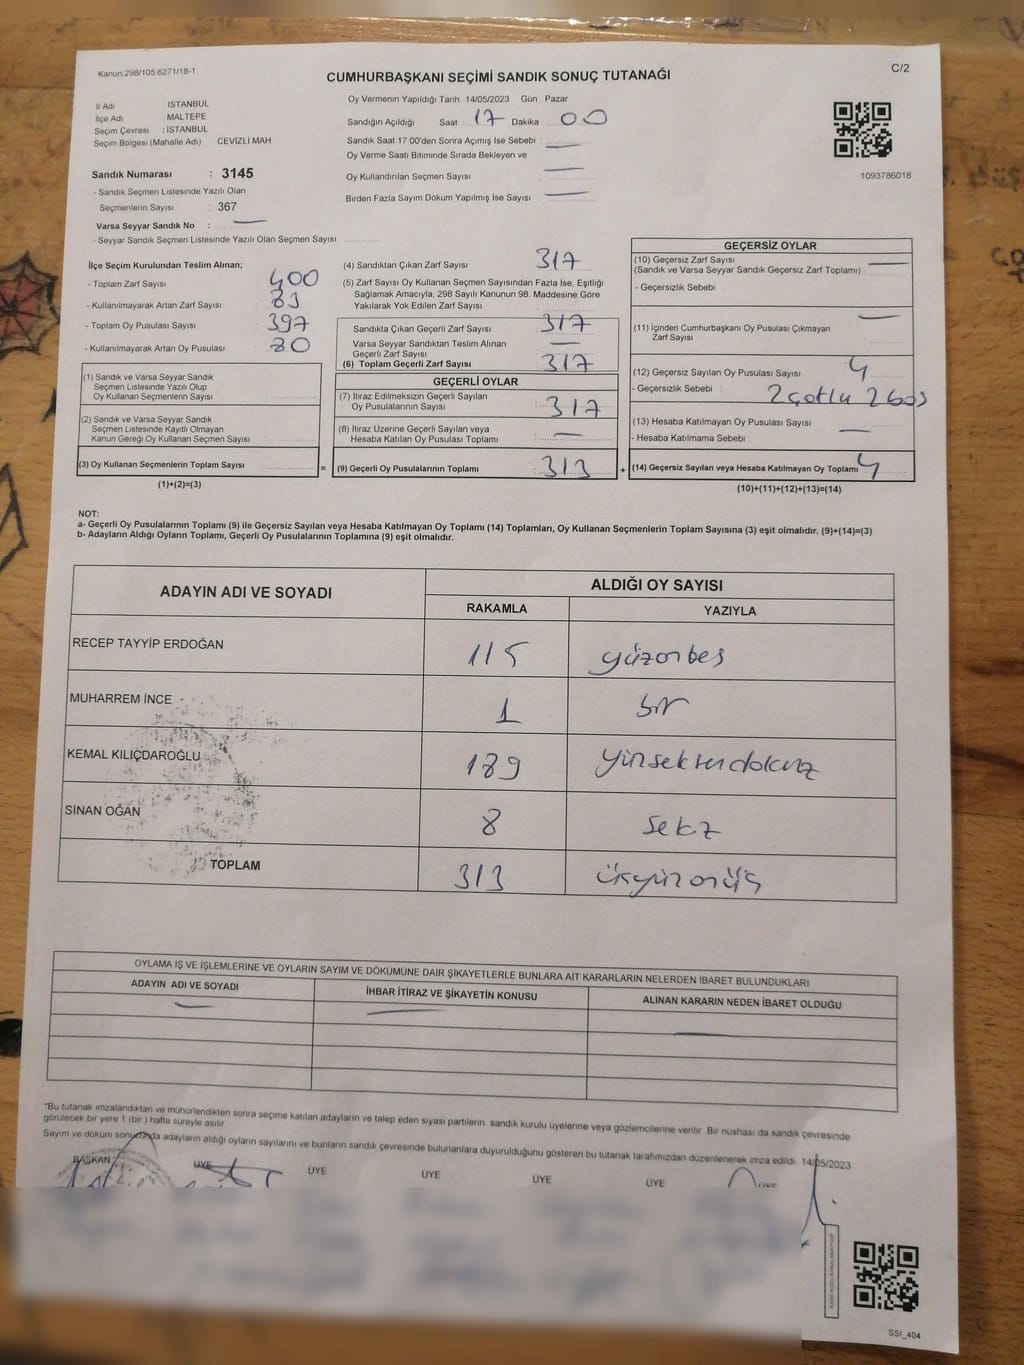 Kanun 298/105 6271/18-1
CUMHURBAŞKANI SEÇİMİ SANDIK SONUÇ TUTANAĞI
C/2
İl Adı İSTANBUL
İlçe Adı MALTEPE
Seçim Çevresi : İSTANBUL
Seçim Bölgesi (Mahalle Adı) CEVİZLİ MAH
Oy Vermenin Yapıldığı Tarih 14/05/2023 Gün Pazar
Sandığın Açıldığı Saat 17 Dakika 00
Sandık Saat 17 00'den Sonra Açılmış İse Sebebi :
Oy Verme Saati Bitiminde Sırada Bekleyen ve
Oy Kullandırılan Seçmen Sayısı :
Birden Fazla Sayım Döküm Yapılmış İse Sayısı :
1093786018
Sandık Numarası : 3145
- Sandık Seçmen Listesinde Yazılı Olan
Seçmenlerin Sayısı : 367
Varsa Seyyar Sandık No :
- Seyyar Sandık Seçmen Listesinde Yazılı Olan Seçmen Sayısı
İlçe Seçim Kurulundan Teslim Alınan;
- Toplam Zarf Sayısı : 400
- Kullanılmayarak Artan Zarf Sayısı : 83
- Toplam Oy Pusulası Sayısı : 397
- Kullanılmayarak Artan Oy Pusulası : 80
(1) Sandık ve Varsa Seyyar Sandık
Seçmen Listesinde Yazılı Olup
Oy Kullanan Seçmenlerin Sayısı
(2) Sandık ve Varsa Seyyar Sandık
Seçmen Listesinde Kayıtlı Olmayan
Kanun Gereği Oy Kullanan Seçmen Sayısı
(3) Oy Kullanan Seçmenlerin Toplam Sayısı =
(1)+(2)=(3)
(4) Sandıktan Çıkan Zarf Sayısı : 317
(5) Zarf Sayısı Oy Kullanan Seçmen Sayısından Fazla İse, Eşitliği
Sağlamak Amacıyla, 298 Sayılı Kanunun 98. Maddesine Göre
Yakılarak Yok Edilen Zarf Sayısı :
Sandıkta Çıkan Geçerli Zarf Sayısı : 317
Varsa Seyyar Sandıktan Teslim Alınan
Geçerli Zarf Sayısı
(6) Toplam Geçerli Zarf Sayısı : 317
GEÇERLİ OYLAR
(7) İtiraz Edilmeksizin Geçerli Sayılan
Oy Pusulalarının Sayısı : 317
(8) İtiraz Üzerine Geçerli Sayılan veya
Hesaba Katılan Oy Pusulası Toplamı :
(9) Geçerli Oy Pusulalarının Toplamı : 313 +
GEÇERSİZ OYLAR
(10) Geçersiz Zarf Sayısı
(Sandık ve Varsa Seyyar Sandık Geçersiz Zarf Toplamı) :
- Geçersizlik Sebebi :
(11) İçinden Cumhurbaşkanı Oy Pusulası Çıkmayan
Zarf Sayısı :
(12) Geçersiz Sayılan Oy Pusulası Sayısı : 4
- Geçersizlik Sebebi : 2 çatlı 2 boş
(13) Hesaba Katılmayan Oy Pusulası Sayısı :
- Hesaba Katılmama Sebebi :
(14) Geçersiz Sayılan veya Hesaba Katılmayan Oy Toplamı : 4
(10)+(11)+(12)+(13)=(14)
NOT:
a- Geçerli Oy Pusulalarının Toplamı (9) ile Geçersiz Sayılan veya Hesaba Katılmayan Oy Toplamı (14) Toplamları, Oy Kullanan Seçmenlerin Toplam Sayısına (3) eşit olmalıdır. (9)+(14)=(3)
b- Adayların Aldığı Oyların Toplamı, Geçerli Oy Pusulalarının Toplamına (9) eşit olmalıdır.
ADAYIN ADI VE SOYADI ALDIĞI OY SAYISI
RAKAMLA YAZIYLA
RECEP TAYYİP ERDOĞAN 115 yüzonbeş
MUHARREM İNCE 1 bir
KEMAL KILIÇDAROĞLU 189 yüzseksendokuz
SİNAN OĞAN 8 sekiz
TOPLAM 313 üçyüzonüç
OYLAMA İŞ VE İŞLEMLERİNE VE OYLARIN SAYIM VE DÖKÜMÜNE DAİR ŞİKAYETLERLE BUNLARA AİT KARARLARIN NELERDEN İBARET BULUNDUKLARI
ADAYIN ADI VE SOYADI İHBAR İTİRAZ VE ŞİKAYETİN KONUSU ALINAN KARARIN NEDEN İBARET OLDUĞU
*Bu tutanak imzalandıktan ve mühürlendikten sonra seçime katılan adayların ve talep eden siyasi partilerin sandık kurulu üyelerine veya gözlemcilerine verilir. Bir nüshası da sandık çevresinde
görülecek bir yere 1 (bir) hafta süreyle asılır
Sayım ve döküm sonucunda adayların aldığı oyların sayılarını ve bunların sandık çevresinde bulunanlara duyurulduğunu gösteren bu tutanak tarafımızdan düzenlenerek imza edildi. 14/05/2023
BAŞKAN ÜYE ÜYE ÜYE ÜYE ÜYE ÜYE
SSI_404